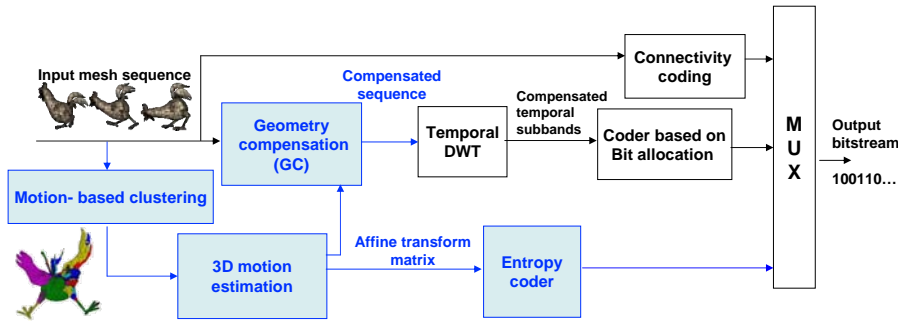 Input mesh sequence
Compensated
sequence
Connectivity
coding
Geometry
compensation
(GC)
Temporal
DWT
Compensated
temporal
subbands
Coder based on
Bit allocation
M
U
X
Output
bitstream
100110…
Motion- based clustering
3D motion
estimation
Affine transform
matrix
Entropy
coder